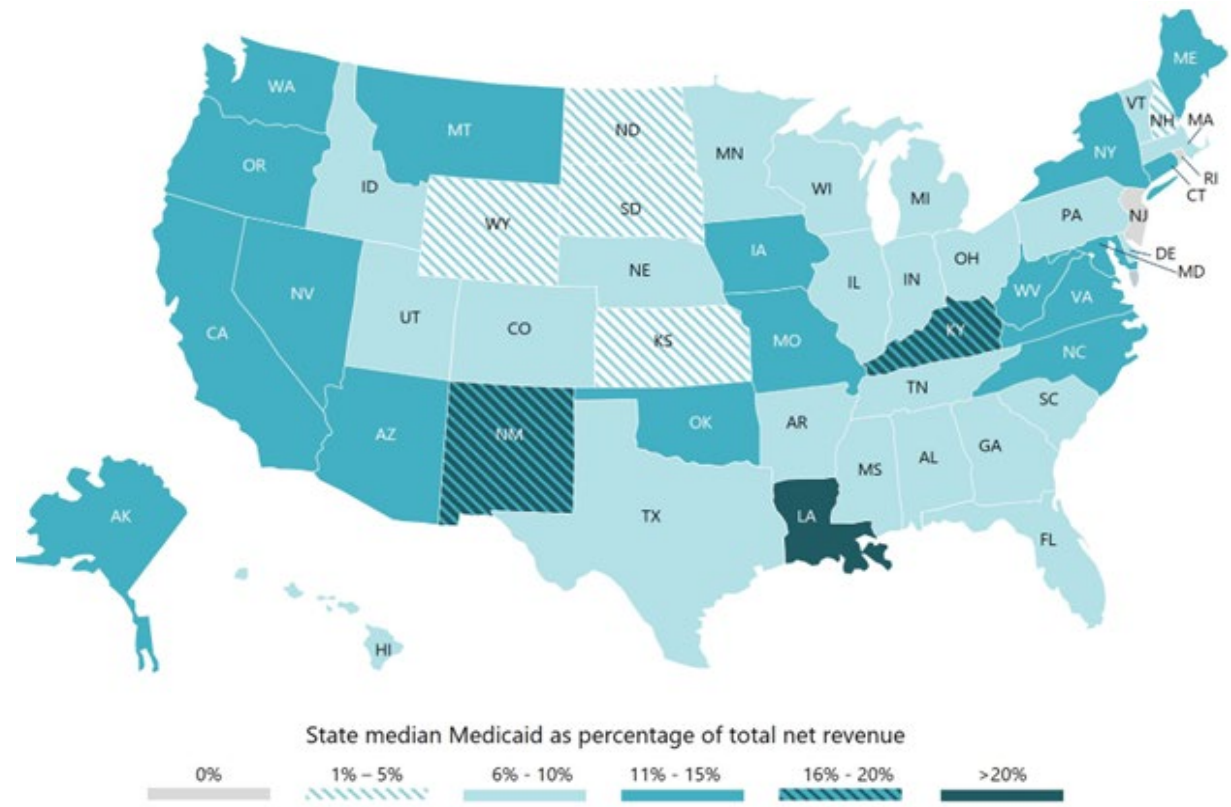 ME
WA
VT
NH
MA
MT
ND
MN
OR
NY
ID
WI
MI
RI
SD
CT
WY
PA
NJ
IA
NE
OH
DE
MD
IL
IN
NV
WV
VA
UT
CO
CA
KS
MO
KY
NC
TN
SC
AZ
NM
OK
AR
GA
AL
MS
AK
TX
LA
FL
HI
State median Medicaid as percentage of total net revenue
0% 1% – 5% 6% - 10% 11% - 15% 16% - 20% >20%